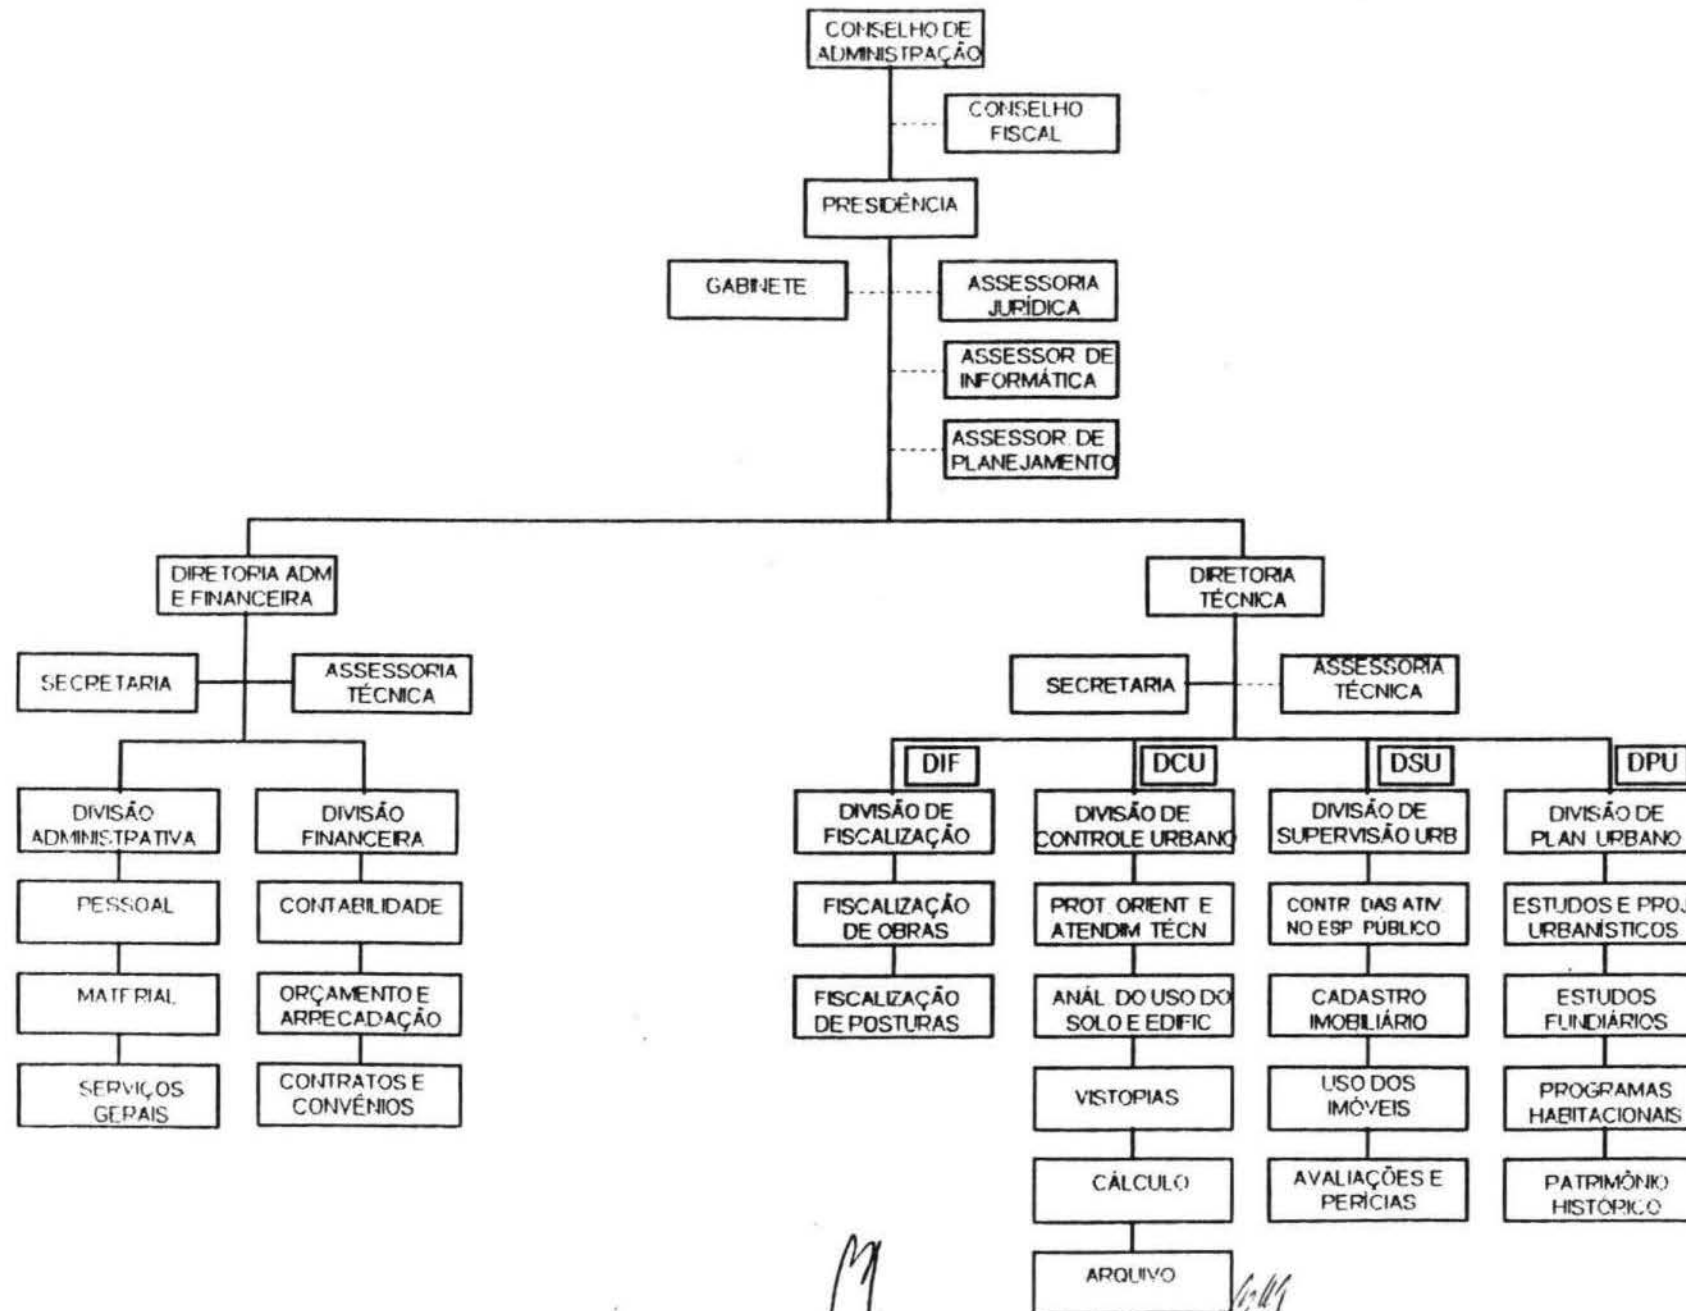 CONSELHO DE
ADMINISTRAÇÃO
CONSELHO
FISCAL
PRESIDÊNCIA
GABINETE
ASSESSORIA
JURÍDICA
ASSESSOR DE
INFORMÁTICA
ASSESSOR. DE
PLANEJAMENTO
DIRETORIA ADM
E FINANCEIRA
DIRETORIA
TÉCNICA
SECRETARIA
ASSESSORIA
TÉCNICA
SECRETARIA
ASSESSORIA
TÉCNICA
DIF
DCU
DSU
DPU
DIVISÃO
ADMINISTRATIVA
DIVISÃO
FINANCEIRA
DIVISÃO DE
FISCALIZAÇÃO
DIVISÃO DE
CONTROLE URBANO
DIVISÃO DE
SUPERVISÃO URB
DIVISÃO DE
PLAN URBANO
PESSOAL
CONTABILIDADE
FISCALIZAÇÃO
DE OBRAS
PROT. ORIENT E
ATENDIM TÉCN
CONTR DAS ATIV.
NO ESP PÚBLICO
ESTUDOS E PROJ
URBANÍSTICOS
MATERIAL
ORÇAMENTO E
ARRECADAÇÃO
FISCALIZAÇÃO
DE POSTURAS
ANÁL. DO USO DO
SOLO E EDIFIC
CADASTRO
IMOBILIÁRIO
ESTUDOS
FUNDIÁRIOS
SERVIÇOS
GERAIS
CONTRATOS E
CONVÊNIOS
VISTORIAS
USO DOS
IMÓVEIS
PROGRAMAS
HABITACIONAIS
CÁLCULO
AVALIAÇÕES E
PERÍCIAS
PATRIMÔNIO
HISTÓRICO
ARQUIVO